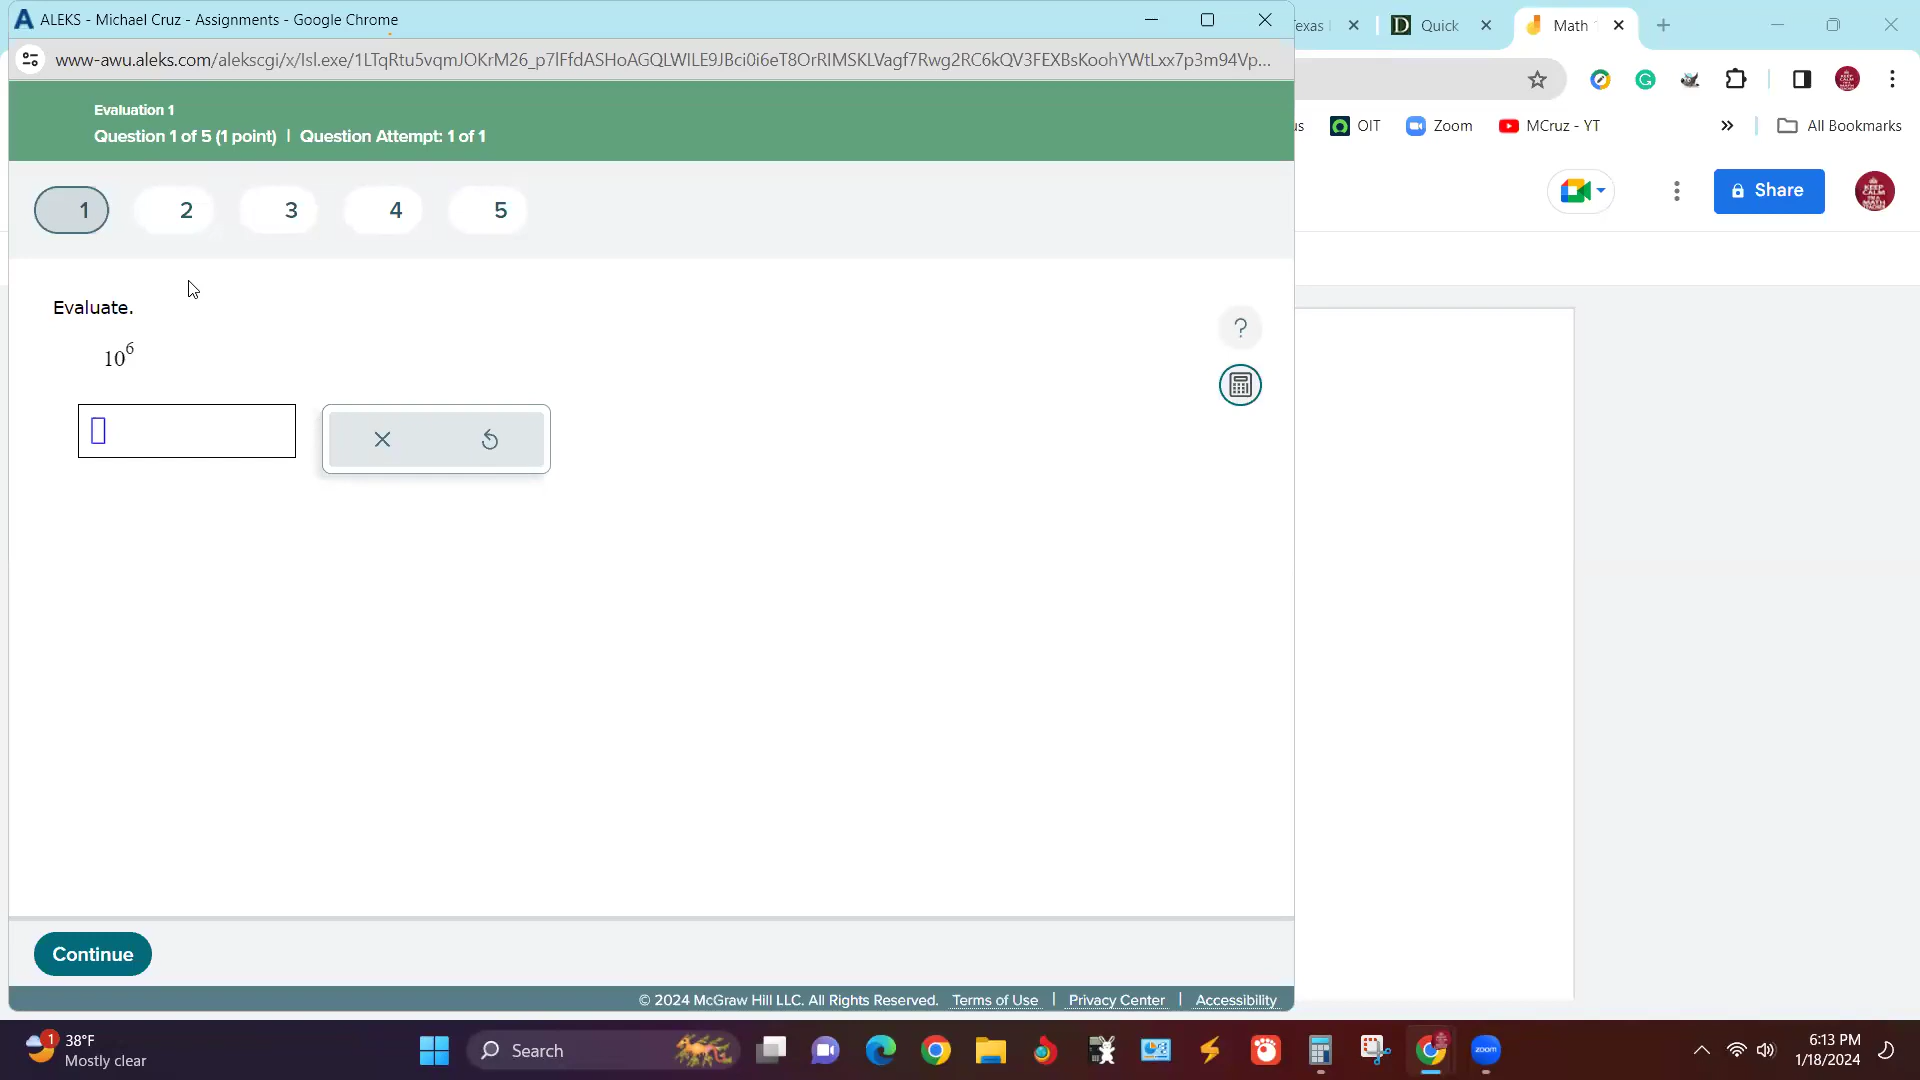 ALEKS - Michael Cruz - Assignments - Google Chrome
Quick
Math
www-awu.aleks.com/alekscgi/x/Isl.exe/1LTqRtu5vqmJOKrM26_p7lFfdASHoAGQLWILE9JBci0i6eT8OrRIMSKLVagf7Rwg2RC6kQV3FEXBsKoohYWtLxx7p3m94Vp...
Evaluation 1
Question 1 of 5 (1 point) | Question Attempt: 1 of 1
OIT
Zoom
MCruz - YT
»
All Bookmarks
Share
1 2 3 4 5
Evaluate.
10⁶
?
Continue
© 2024 McGraw Hill LLC. All Rights Reserved. Terms of Use | Privacy Center | Accessibility
1
38°F
Mostly clear
Search
zoom
6:13 PM
1/18/2024